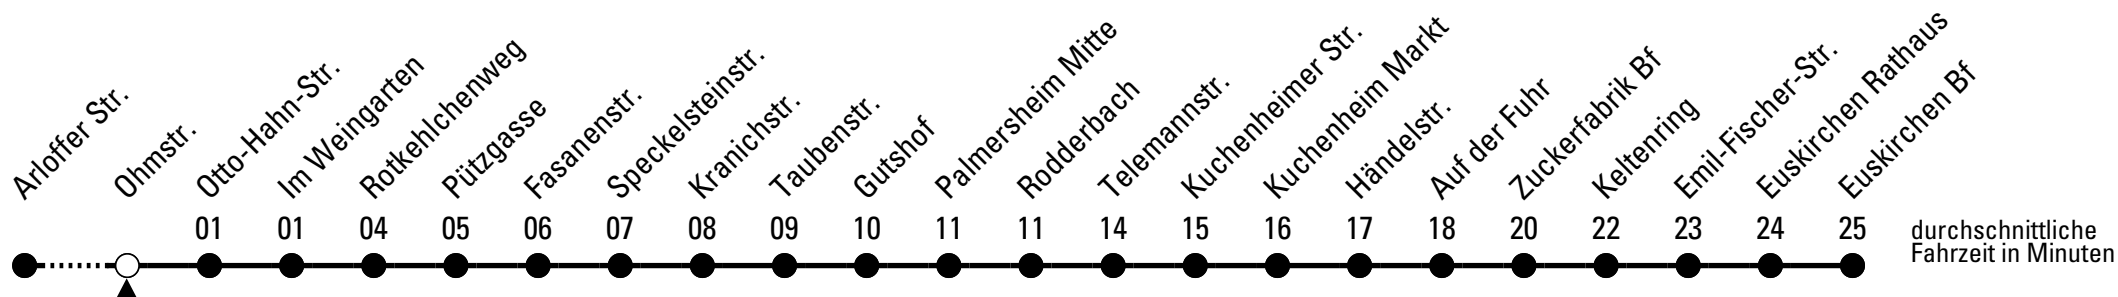 Arloffer Str.
Ohmstr.
Otto-Hahn-Str.
Im Weingarten
Rotkehlchenweg
Pützgasse
Fasanenstr.
Speckelsteinstr.
Kranichstr.
Taubenstr.
Gutshof
Palmersheim Mitte
Rodderbach
Telemannstr.
Kuchenheimer Str.
Kuchenheim Markt
Händelstr.
Auf der Fuhr
Zuckerfabrik Bf
Keltenring
Emil-Fischer-Str.
Euskirchen Rathaus
Euskirchen Bf
01 01 04 05 06 07 08 09 10 11 11 14 15 16 17 18 20 22 23 24 25
durchschnittliche
Fahrzeit in Minuten